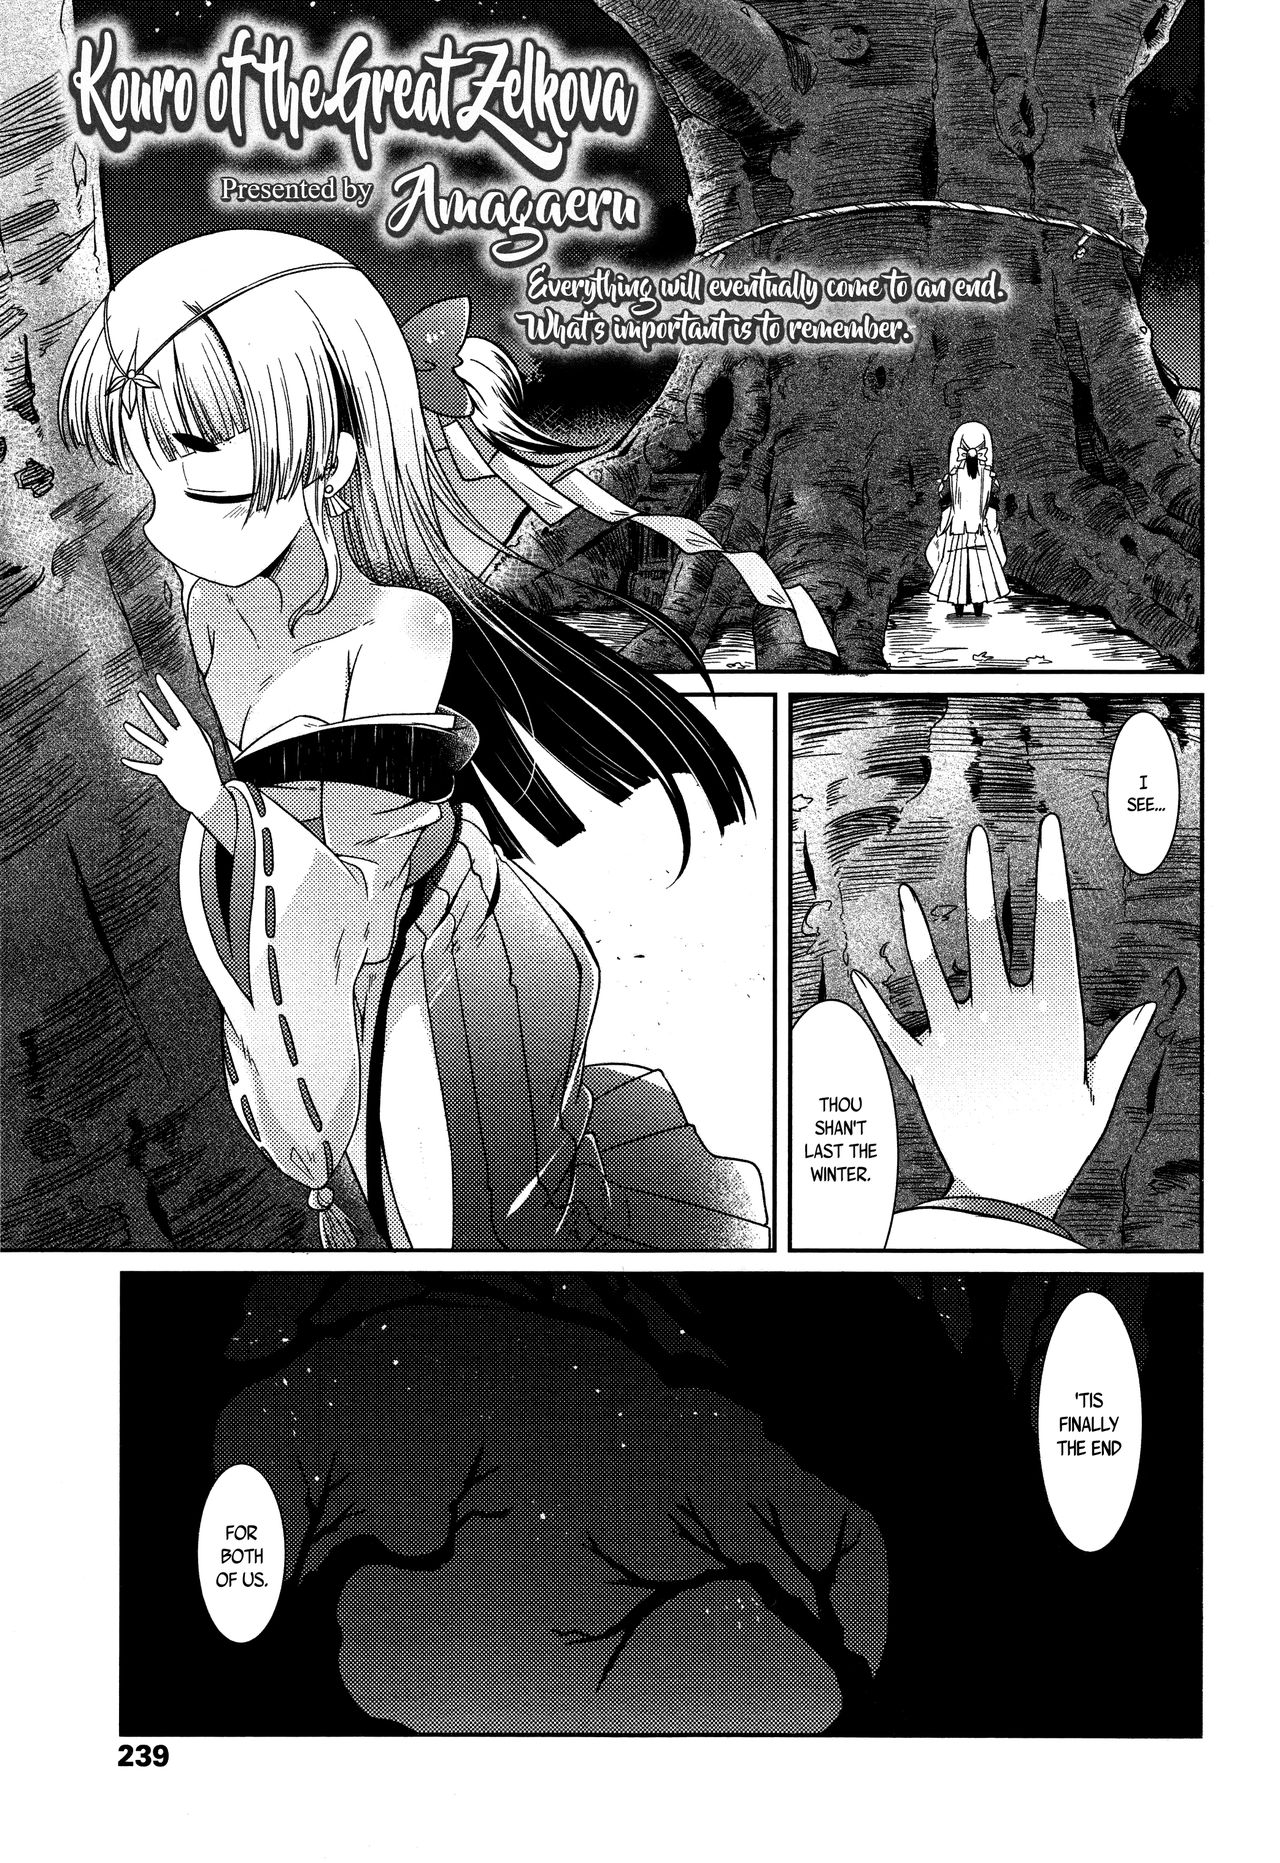 Kouro of the Great Zelkova
Presented by Amagaeru
Everything will eventually come to an end.
What's important is to remember.
I
SEE...
THOU
SHAN'T
LAST THE
WINTER.
'TIS
FINALLY
THE END
FOR
BOTH
OF US.
239